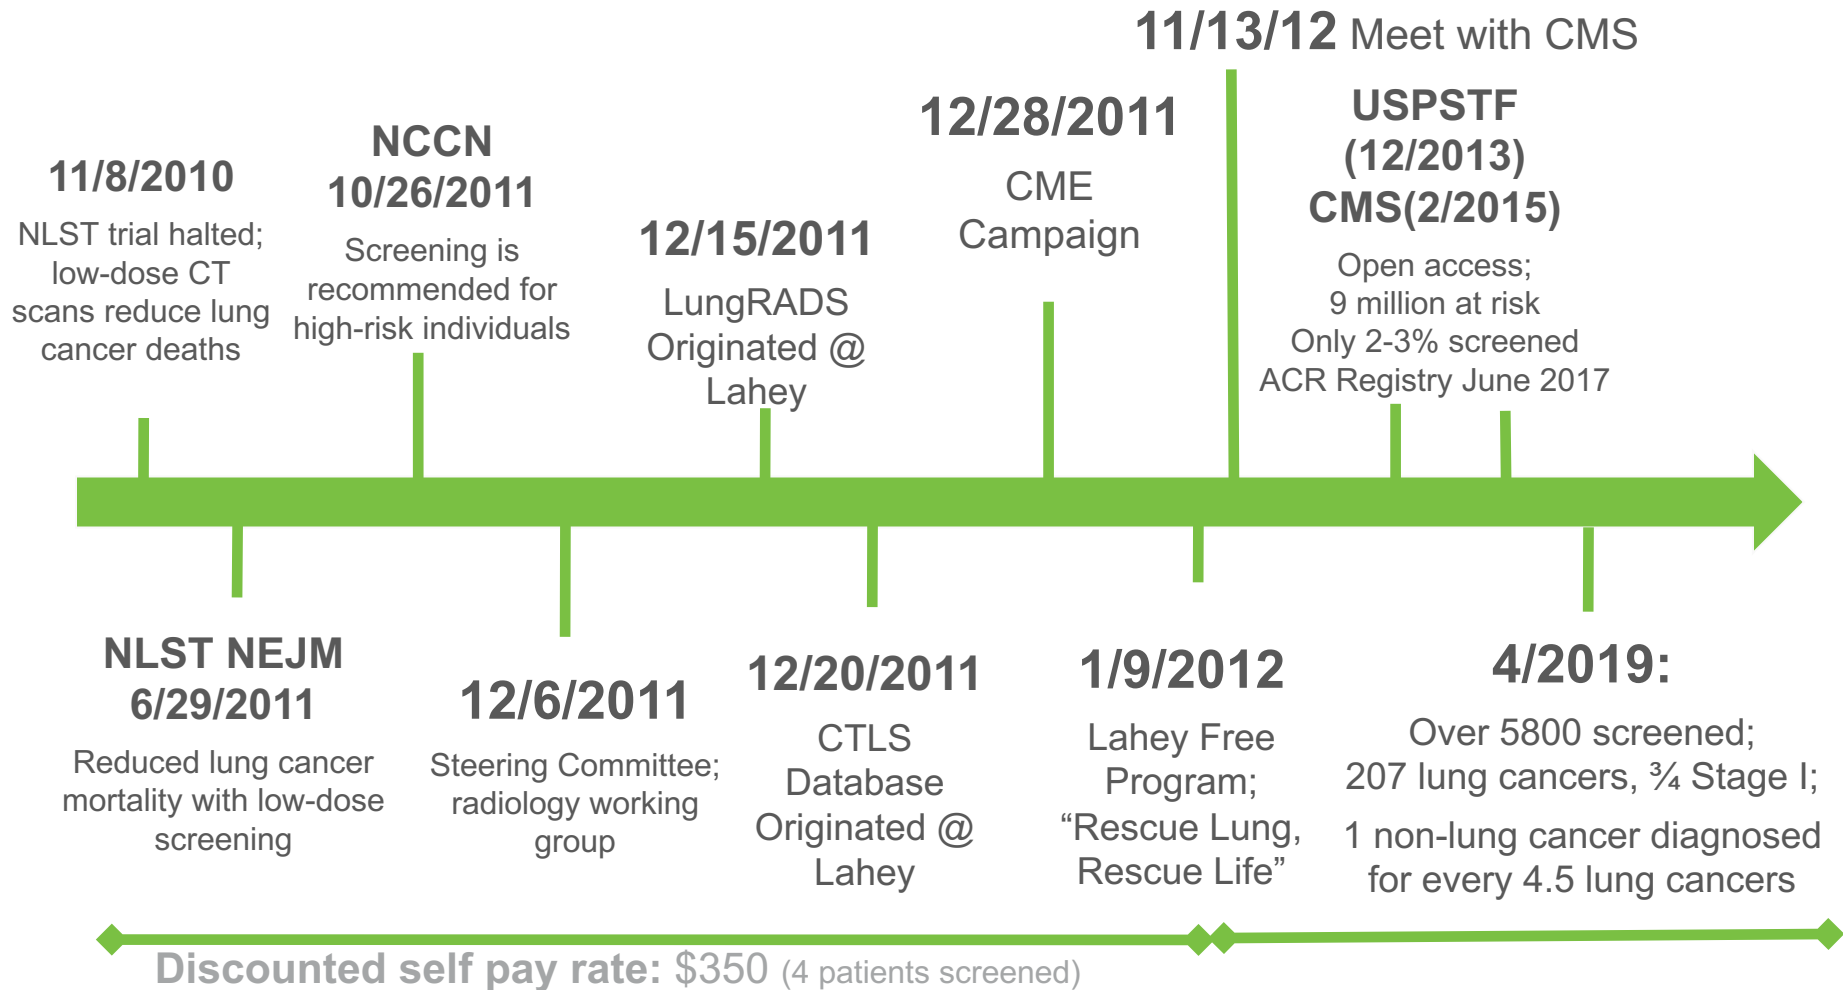 11/13/12 Meet with CMS
11/8/2010
NLST trial halted;
low-dose CT
scans reduce lung
cancer deaths
NCCN
10/26/2011
Screening is
recommended for
high-risk individuals
12/15/2011
LungRADS
Originated @
Lahey
12/28/2011
CME
Campaign
USPSTF
(12/2013)
CMS(2/2015)
Open access;
9 million at risk
Only 2-3% screened
ACR Registry June 2017
NLST NEJM
6/29/2011
Reduced lung cancer
mortality with low-dose
screening
12/6/2011
Steering Committee;
radiology working
group
12/20/2011
CTLS
Database
Originated @
Lahey
1/9/2012
Lahey Free
Program;
“Rescue Lung,
Rescue Life”
4/2019:
Over 5800 screened;
207 lung cancers, ¾ Stage I;
1 non-lung cancer diagnosed
for every 4.5 lung cancers
Discounted self pay rate: $350 (4 patients screened)